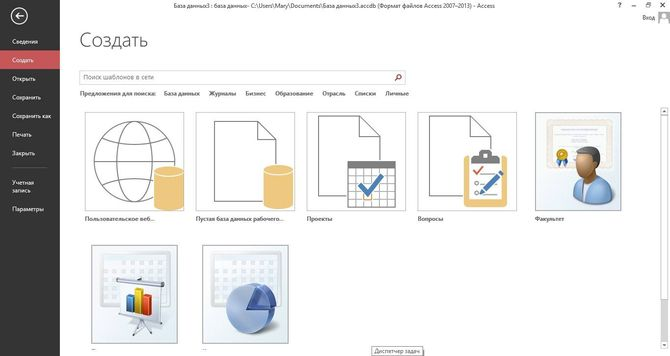 База данных3 : база данных- C:\Users\Mary\Documents\База данных3.accdb (Формат файлов Access 2007–2013) - Access
?
Вход
Сведения
Создать
Открыть
Сохранить
Сохранить как
Печать
Закрыть
Учетная
запись
Параметры
Создать
Поиск шаблонов в сети
Предложения для поиска: База данных Журналы Бизнес Образование Отрасль Списки Личные
Пользовательское веб... Пустая база данных рабочего... Проекты Вопросы Факультет
Диспетчер задач